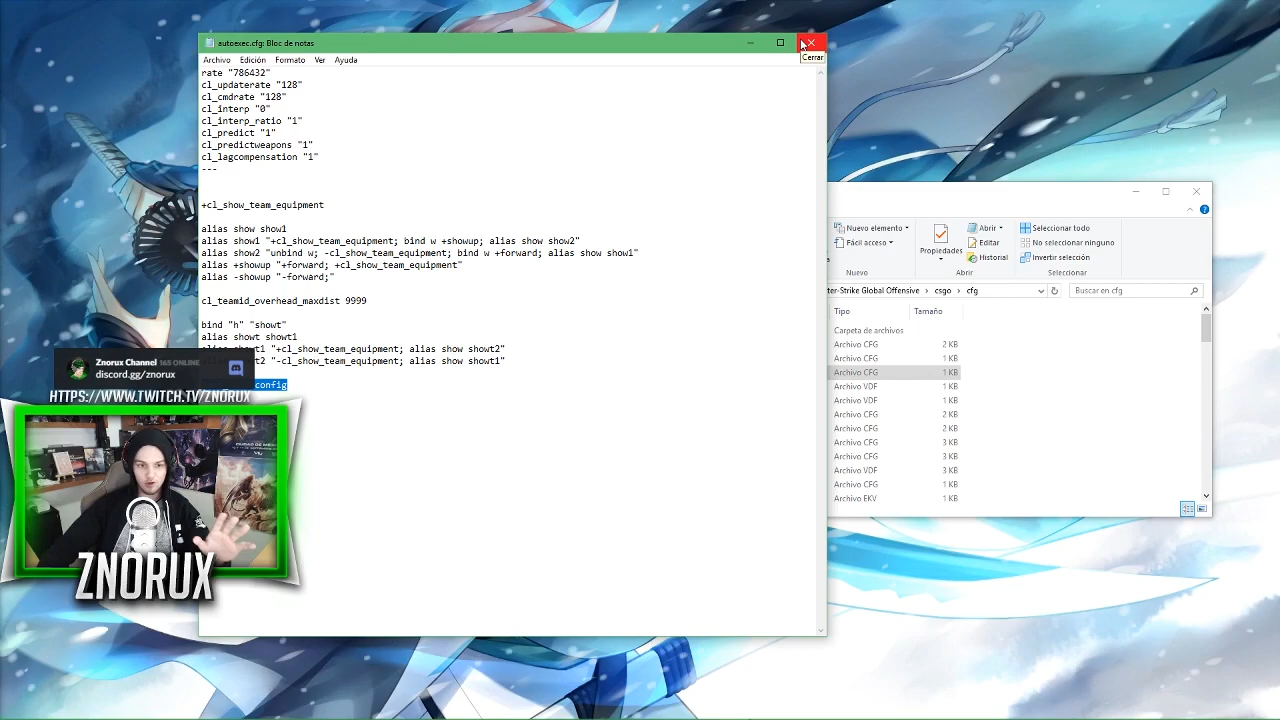 autoexec.cfg: Bloc de notas
Cerrar
Archivo Edición Formato Ver Ayuda
rate "786432"
cl_updaterate "128"
cl_cmdrate "128"
cl_interp "0"
cl_interp_ratio "1"
cl_predict "1"
cl_predictweapons "1"
cl_lagcompensation "1"
---
+cl_show_team_equipment
alias show show1
alias show1 "+cl_show_team_equipment; bind w +showup; alias show show2"
alias show2 "unbind w; -cl_show_team_equipment; bind w +forward; alias show show1"
alias +showup "+forward; +cl_show_team_equipment"
alias -showup "-forward;"
cl_teamid_overhead_maxdist 9999
bind "h" "showt"
alias showt showt1
showt1 "+cl_show_team_equipment; alias show showt2"
"-cl_show_team_equipment; alias show showt1"
config
Nuevo elemento
Fácil acceso
Nuevo
Propiedades
Abrir
Editar
Historial
Abrir
Seleccionar todo
No seleccionar ninguno
Invertir selección
Seleccionar
ter-Strike Global Offensive > csgo > cfg
Buscar en cfg
Tipo Tamaño
Carpeta de archivos
Archivo CFG 2 KB
Archivo CFG 1 KB
Archivo CFG 1 KB
Archivo VDF 1 KB
Archivo VDF 1 KB
Archivo CFG 2 KB
Archivo CFG 2 KB
Archivo CFG 3 KB
Archivo CFG 3 KB
Archivo VDF 3 KB
Archivo CFG 1 KB
Archivo EKV 1 KB
Znorux Channel 165 ONLINE
discord.gg/znorux
HTTPS://WWW.TWITCH.TV/ZNORUX
ZNORUX